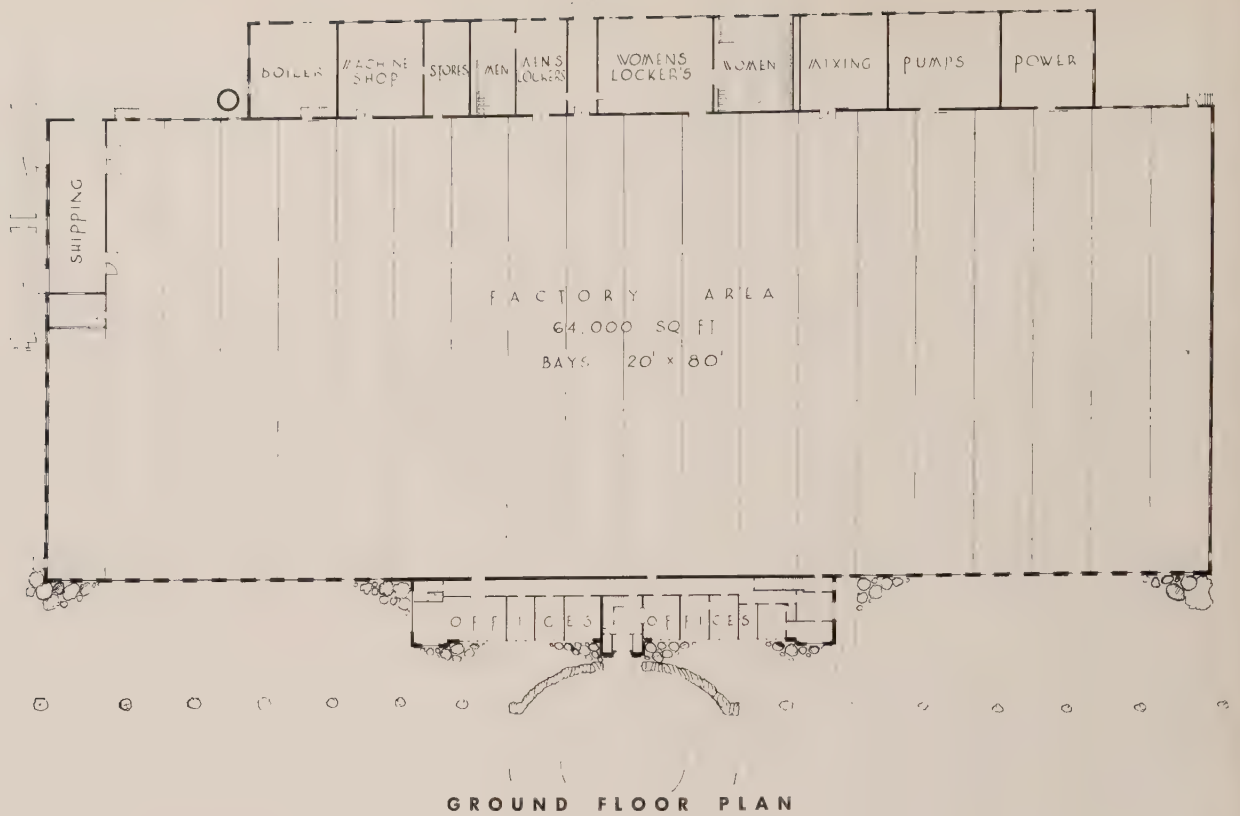 BOILER
MACHINE
SHOP
STORES
MEN
MENS
LOCKERS
WOMENS
LOCKER'S
WOMEN
MIXING
PUMPS
POWER
SHIPPING
FACTORY AREA
64,000 SQ FT
BAYS 20' x 80'
OFFICES
OFFICES
GROUND FLOOR PLAN